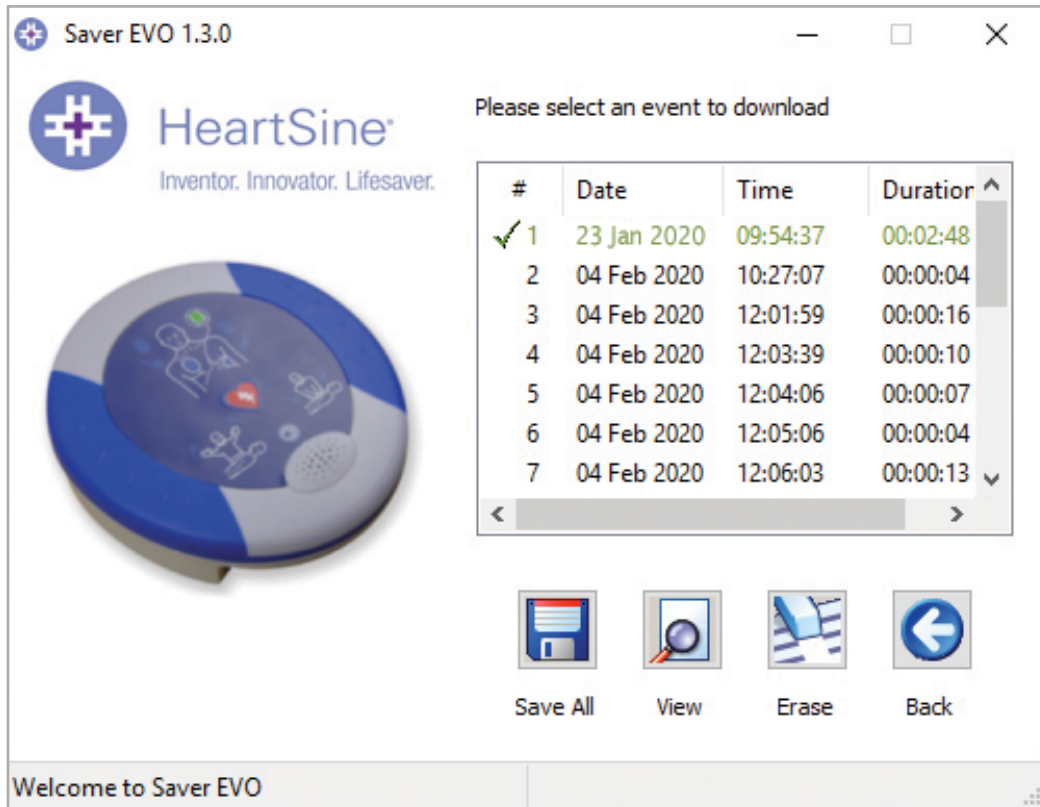 Saver EVO 1.3.0
HeartSine
Inventor. Innovator. Lifesaver.
Please select an event to download
# Date Time Duration
1 23 Jan 2020 09:54:37 00:02:48
2 04 Feb 2020 10:27:07 00:00:04
3 04 Feb 2020 12:01:59 00:00:16
4 04 Feb 2020 12:03:39 00:00:10
5 04 Feb 2020 12:04:06 00:00:07
6 04 Feb 2020 12:05:06 00:00:04
7 04 Feb 2020 12:06:03 00:00:13
Save All View Erase Back
Welcome to Saver EVO